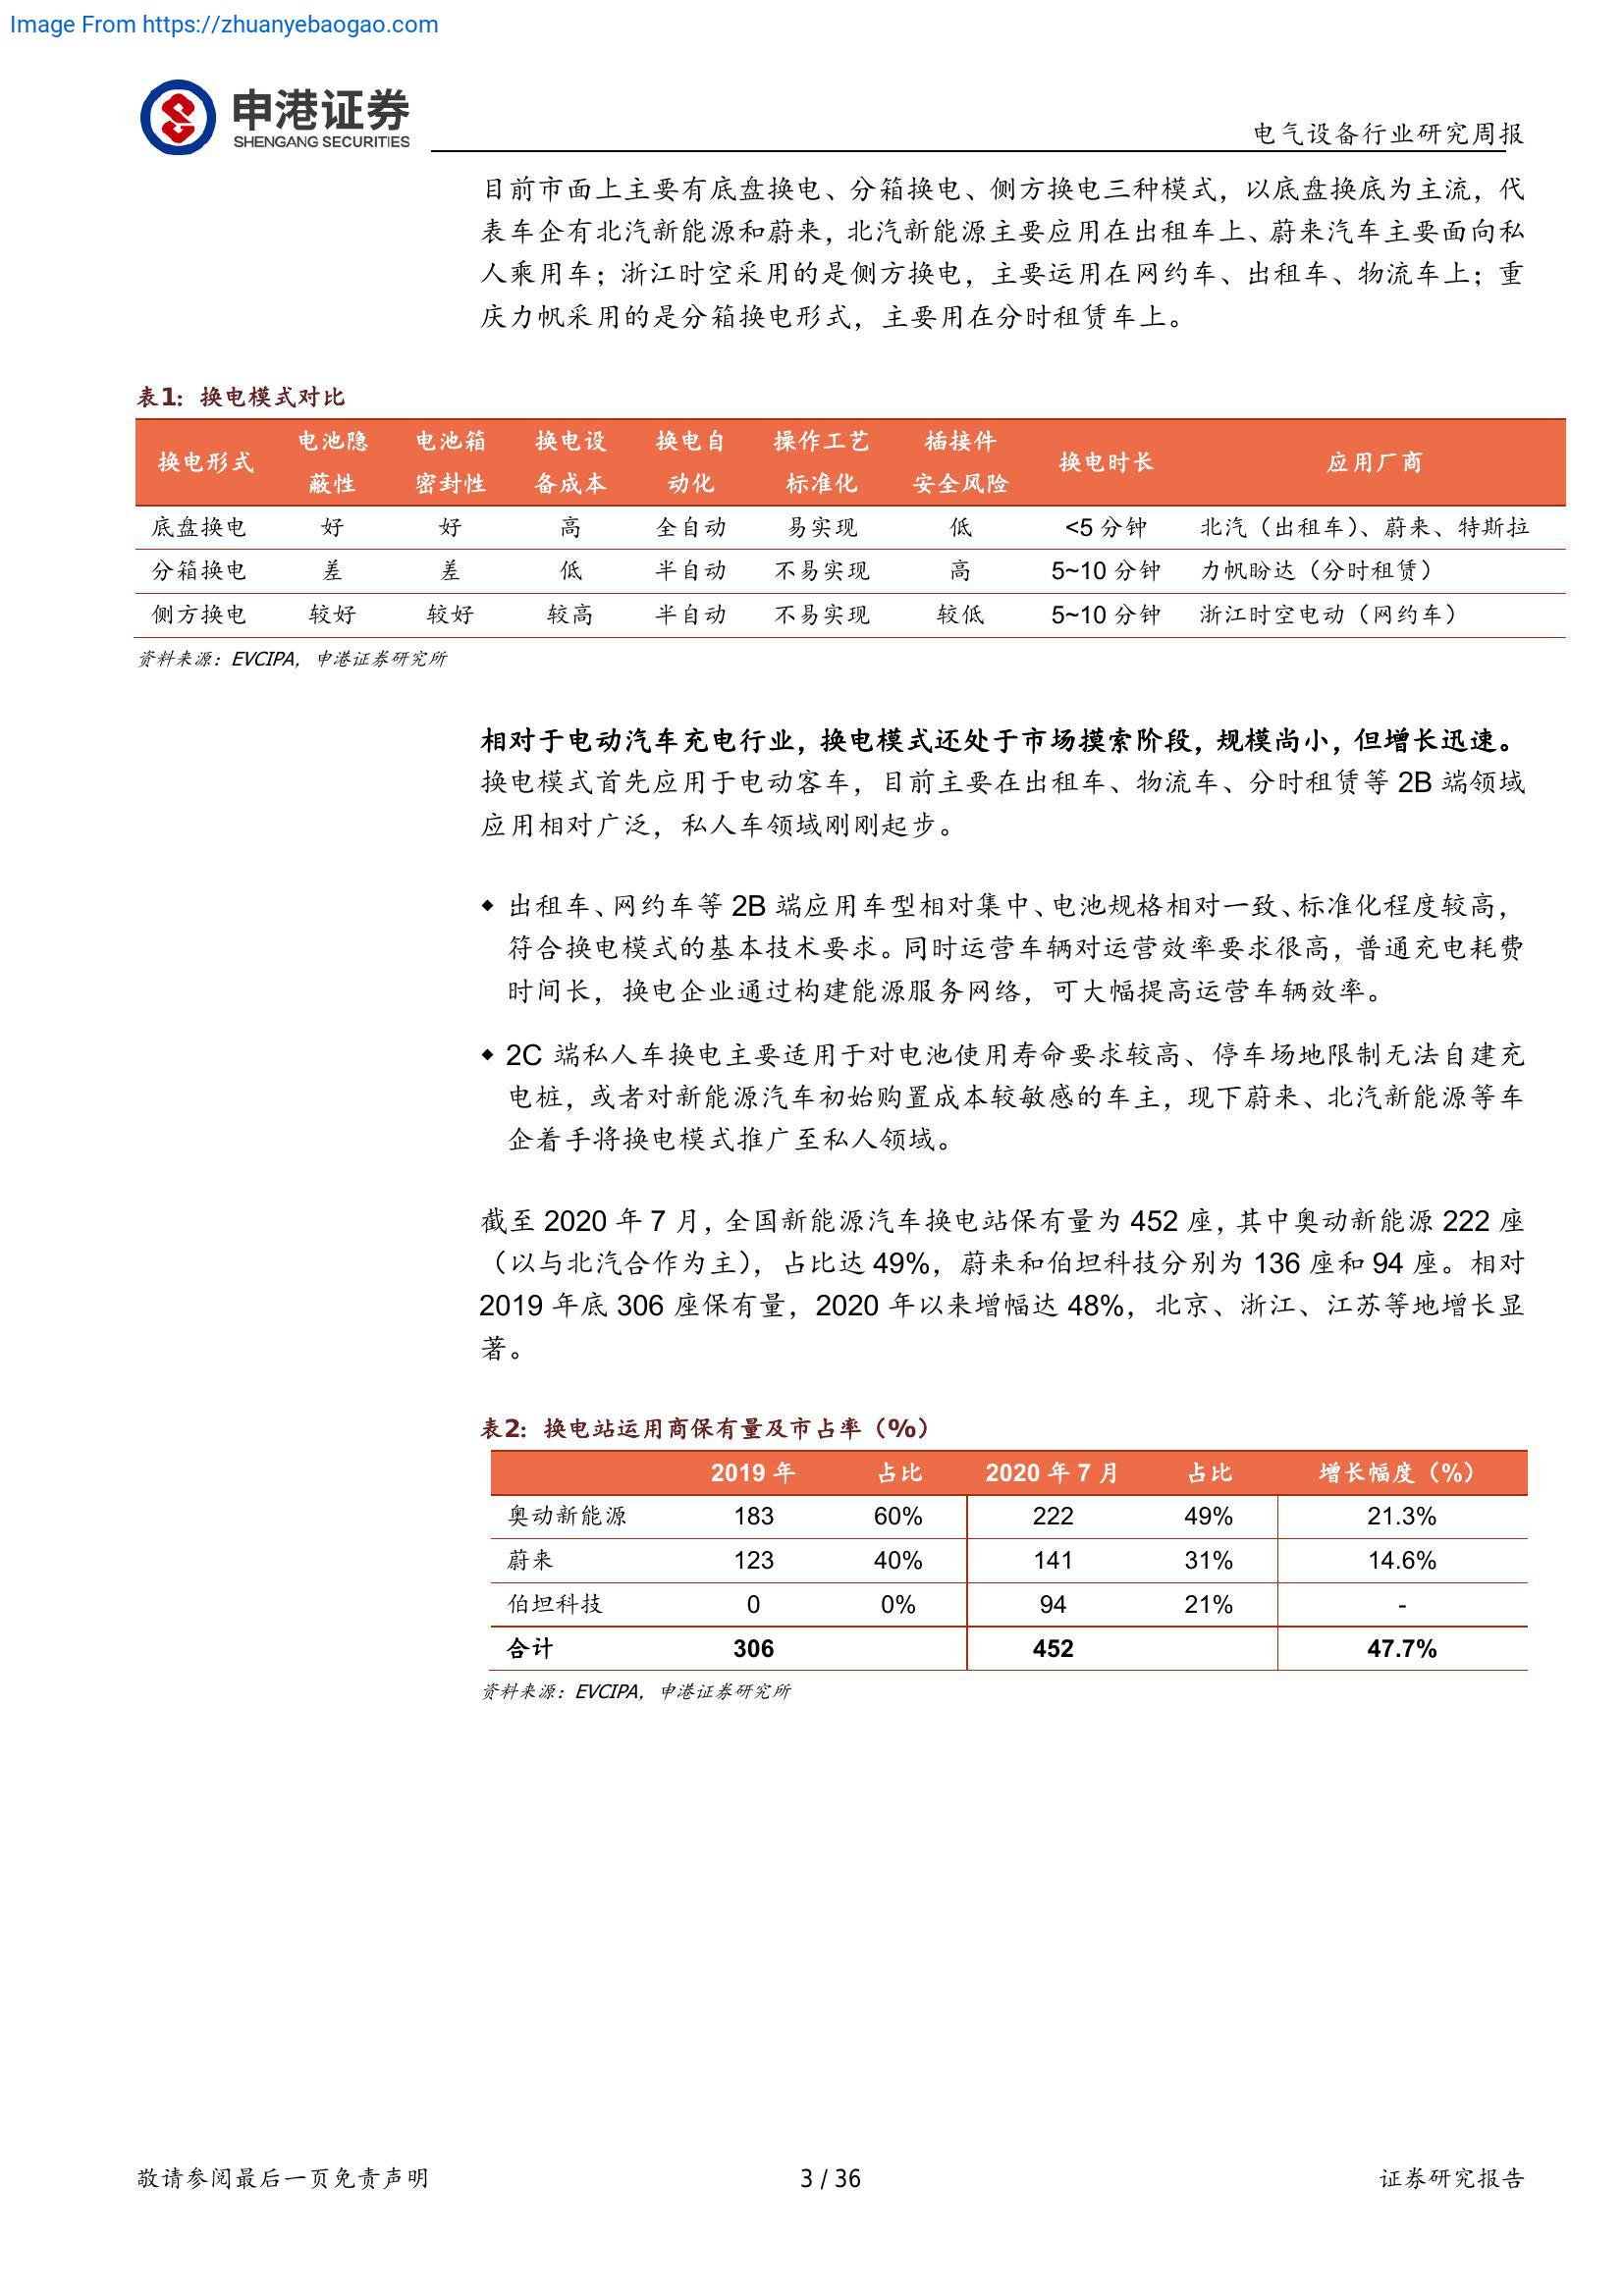 Image From https://zhuanyebaogao.com
申港证券
SHENGANG SECURITIES
电气设备行业研究周报
目前市面上主要有底盘换电、分箱换电、侧方换电三种模式，以底盘换底为主流，代
表车企有北汽新能源和蔚来，北汽新能源主要应用在出租车上、蔚来汽车主要面向私
人乘用车；浙江时空采用的是侧方换电，主要运用在网约车、出租车、物流车上；重
庆力帆采用的是分箱换电形式，主要用在分时租赁车上。
表1：换电模式对比
换电形式 电池隐蔽性 电池箱密封性 换电设备成本 换电自动化 操作工艺标准化 插接件安全风险 换电时长 应用厂商
底盘换电 好 好 高 全自动 易实现 低 <5 分钟 北汽（出租车）、蔚来、特斯拉
分箱换电 差 差 低 半自动 不易实现 高 5~10 分钟 力帆盼达（分时租赁）
侧方换电 较好 较好 较高 半自动 不易实现 较低 5~10 分钟 浙江时空电动（网约车）
资料来源：EVCIPA，申港证券研究所
相对于电动汽车充电行业，换电模式还处于市场摸索阶段，规模尚小，但增长迅速。
换电模式首先应用于电动客车，目前主要在出租车、物流车、分时租赁等 2B 端领域
应用相对广泛，私人车领域刚刚起步。
◆ 出租车、网约车等 2B 端应用车型相对集中、电池规格相对一致、标准化程度较高，
符合换电模式的基本技术要求。同时运营车辆对运营效率要求很高，普通充电耗费
时间长，换电企业通过构建能源服务网络，可大幅提高运营车辆效率。
◆ 2C 端私人车换电主要适用于对电池使用寿命要求较高、停车场地限制无法自建充
电桩，或者对新能源汽车初始购置成本较敏感的车主，现下蔚来、北汽新能源等车
企着手将换电模式推广至私人领域。
截至 2020 年 7 月，全国新能源汽车换电站保有量为 452 座，其中奥动新能源 222 座
（以与北汽合作为主），占比达 49%，蔚来和伯坦科技分别为 136 座和 94 座。相对
2019 年底 306 座保有量，2020 年以来增幅达 48%，北京、浙江、江苏等地增长显
著。
表2：换电站运用商保有量及市占率（%）
2019 年 占比 2020 年 7 月 占比 增长幅度（%）
奥动新能源 183 60% 222 49% 21.3%
蔚来 123 40% 141 31% 14.6%
伯坦科技 0 0% 94 21% -
合计 306 452 47.7%
资料来源：EVCIPA，申港证券研究所
敬请参阅最后一页免责声明
3 / 36
证券研究报告